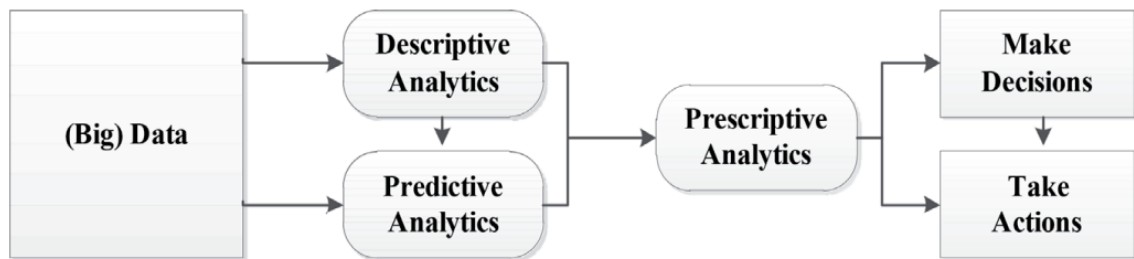 (Big) Data
Descriptive
Analytics
Predictive
Analytics
Prescriptive
Analytics
Make
Decisions
Take
Actions